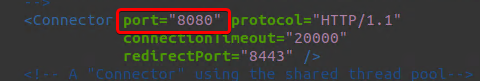 -->
<Connector port="8080" protocol="HTTP/1.1"
connectionTimeout="20000"
redirectPort="8443" />
<!-- A "Connector" using the shared thread pool-->